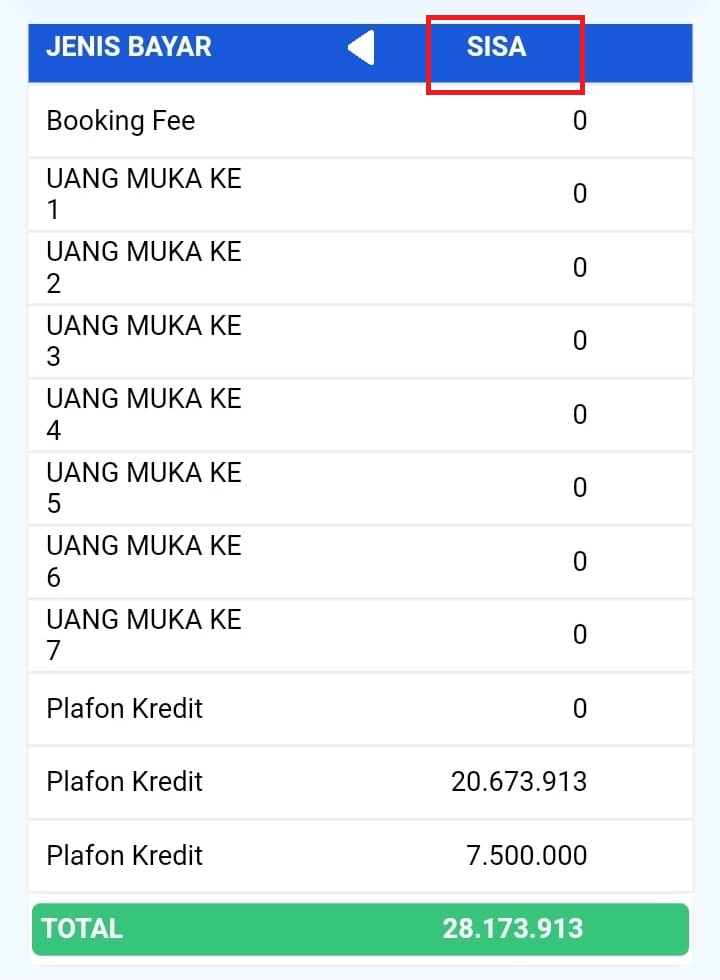 JENIS BAYAR SISA
Booking Fee 0
UANG MUKA KE
1 0
UANG MUKA KE
2 0
UANG MUKA KE
3 0
UANG MUKA KE
4 0
UANG MUKA KE
5 0
UANG MUKA KE
6 0
UANG MUKA KE
7 0
Plafon Kredit 0
Plafon Kredit 20.673.913
Plafon Kredit 7.500.000
TOTAL 28.173.913